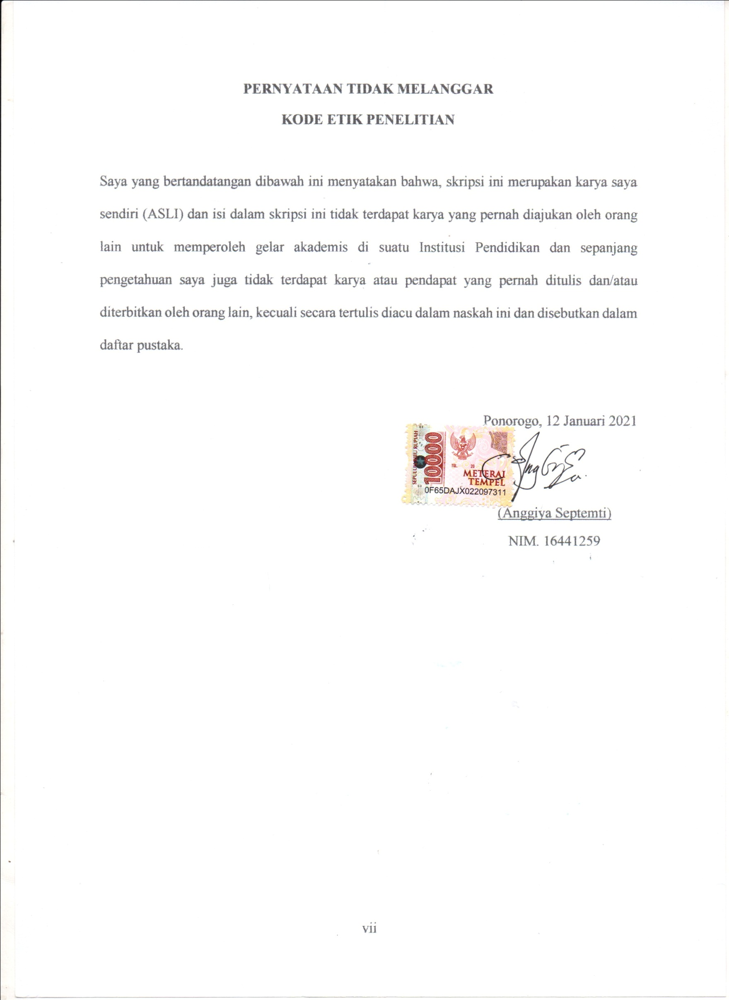 PERNYATAAN TIDAK MELANGGAR
KODE ETIK PENELITIAN
Saya yang bertandatangan dibawah ini menyatakan bahwa, skripsi ini merupakan karya saya
sendiri (ASLI) dan isi dalam skripsi ini tidak terdapat karya yang pernah diajukan oleh orang
lain untuk memperoleh gelar akademis di suatu Institusi Pendidikan dan sepanjang
pengetahuan saya juga tidak terdapat karya atau pendapat yang pernah ditulis dan/atau
diterbitkan oleh orang lain, kecuali secara tertulis diacu dalam naskah ini dan disebutkan dalam
daftar pustaka.
Ponorogo, 12 Januari 2021
SEPULUH RIBU RUPIAH
10000
TGL. 20
METERAI
TEMPEL
0F65DAJX022097311
(Anggiya Septemti)
NIM. 16441259
vii